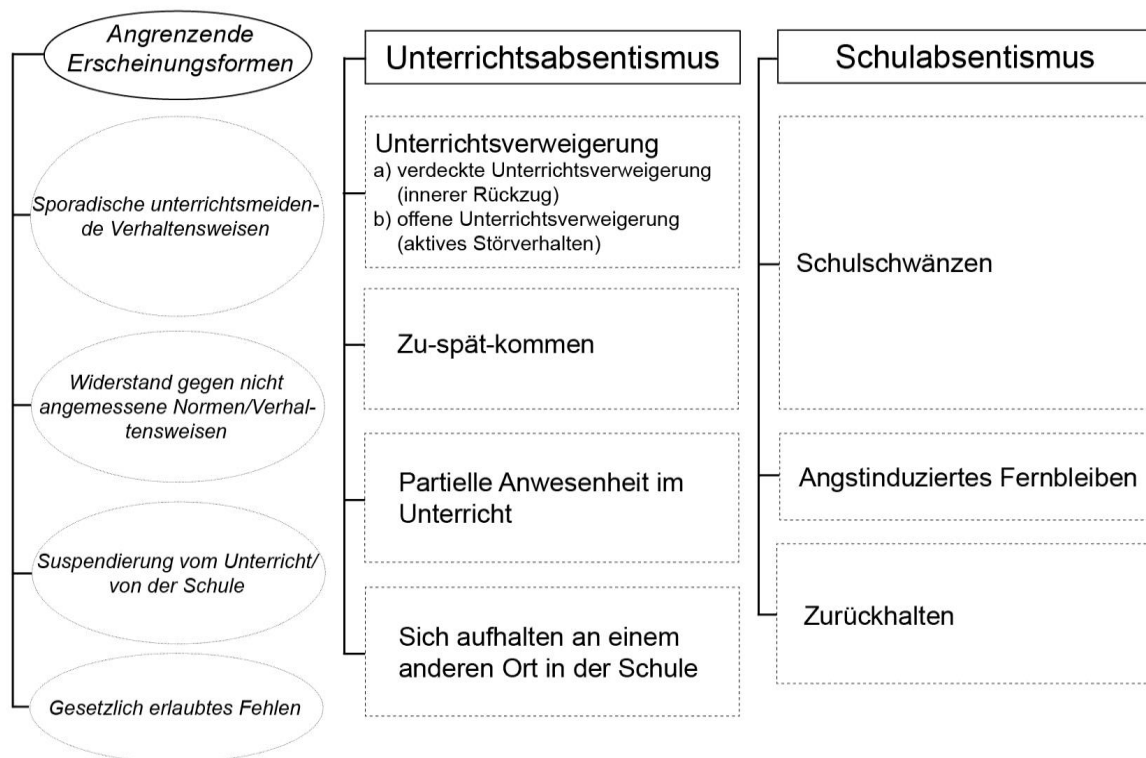 Angrenzende
Erscheinungsformen
Sporadische unterrichtsmeiden-
de Verhaltensweisen
Widerstand gegen nicht
angemessene Normen/Verhal-
tensweisen
Suspendierung vom Unterricht/
von der Schule
Gesetzlich erlaubtes Fehlen
Unterrichtsabsentismus
Unterrichtsverweigerung
a) verdeckte Unterrichtsverweigerung
(innerer Rückzug)
b) offene Unterrichtsverweigerung
(aktives Störverhalten)
Zu-spät-kommen
Partielle Anwesenheit im
Unterricht
Sich aufhalten an einem
anderen Ort in der Schule
Schulabsentismus
Schulschwänzen
Angstinduziertes Fernbleiben
Zurückhalten